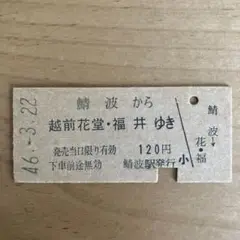 46.-3.22
鯖波から
越前花堂・福井ゆき
発売当日限り有効 120円
下車前途無効 鯖波駅発行
小
鯖波→花・福